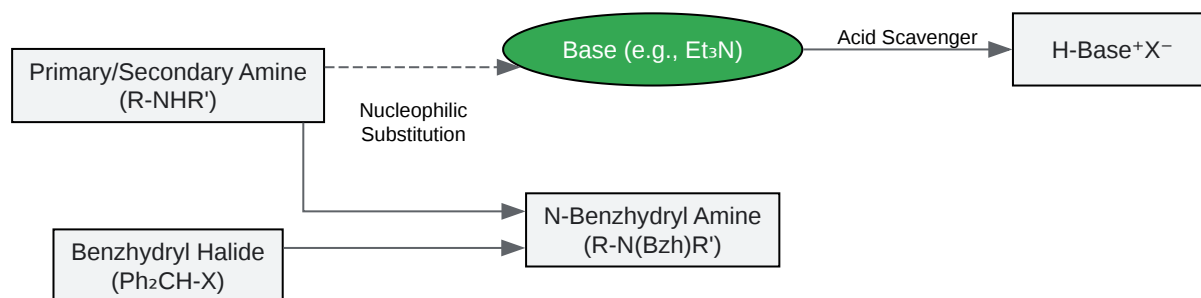 Primary/Secondary Amine
(R-NHR')
Nucleophilic
Substitution
Base (e.g., Et₃N)
Acid Scavenger
H-Base⁺X⁻
Benzhydryl Halide
(Ph₂CH-X)
N-Benzhydryl Amine
(R-N(Bzh)R')